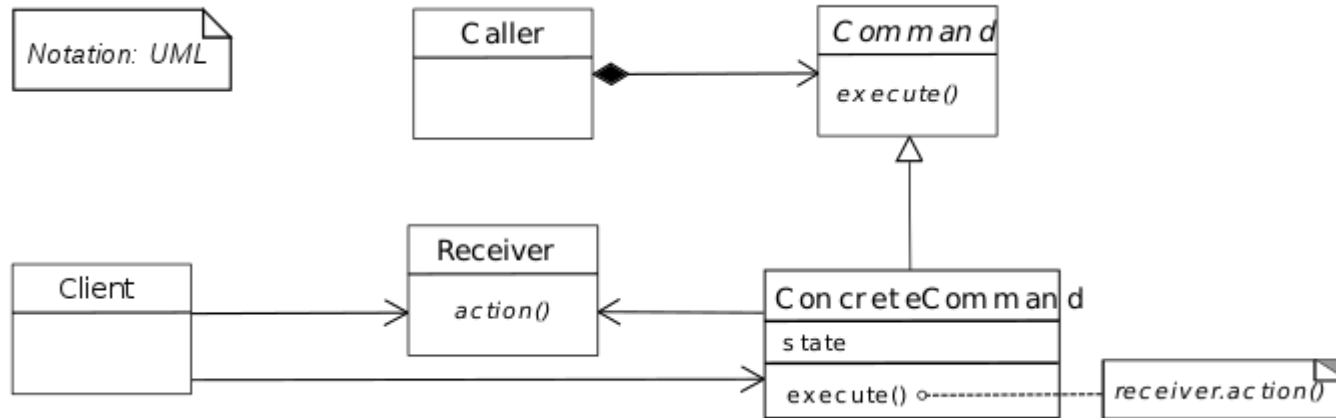 Notation: UML
Caller
Command
execute()
Client
Receiver
action()
ConcreteCommand
state
execute()
receiver.action()